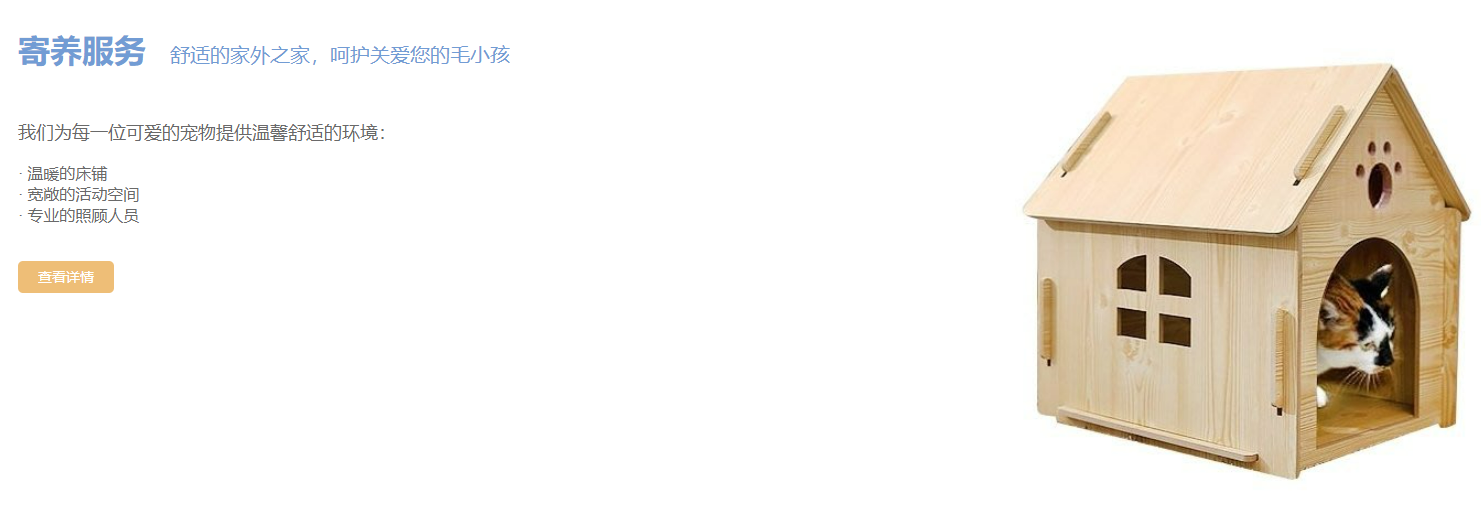 寄养服务 舒适的家外之家，呵护关爱您的毛小孩
我们为每一位可爱的宠物提供温馨舒适的环境：
· 温暖的床铺
· 宽敞的活动空间
· 专业的照顾人员
查看详情